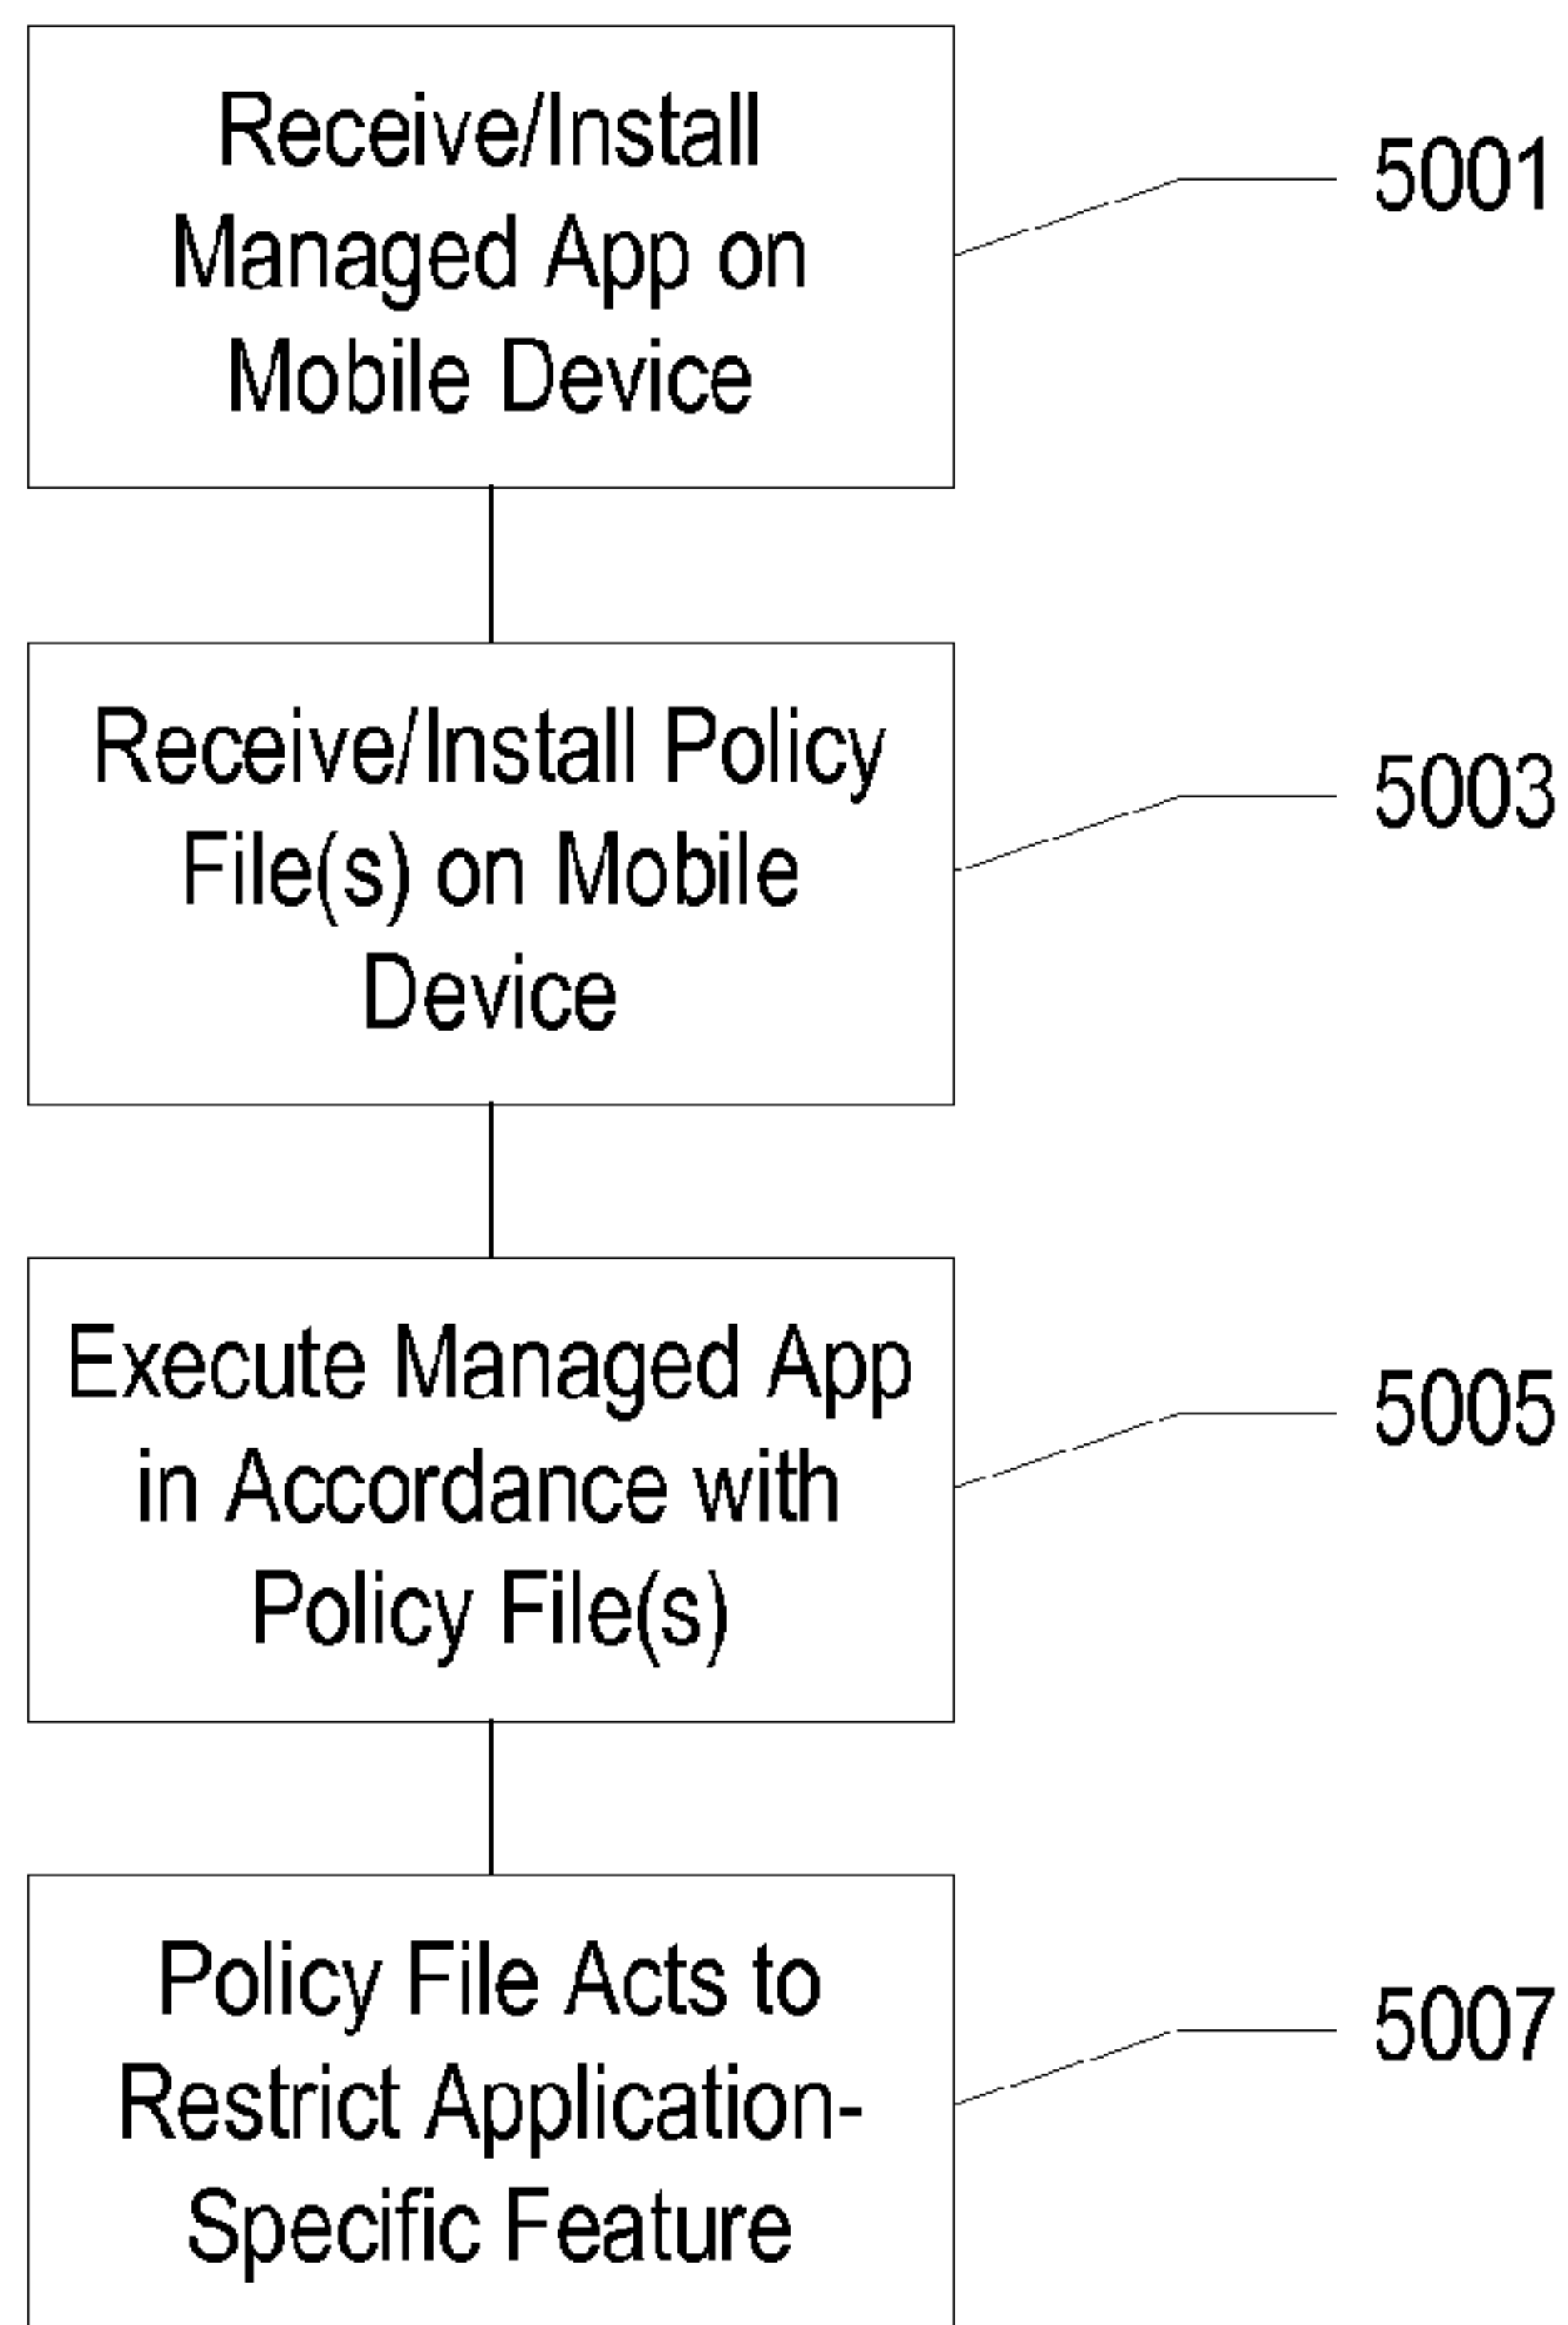 Receive/Install
Managed App on
Mobile Device
5001
Receive/Install Policy
File(s) on Mobile
Device
5003
Execute Managed App
in Accordance with
Policy File(s)
5005
Policy File Acts to
Restrict Application-
Specific Feature
5007